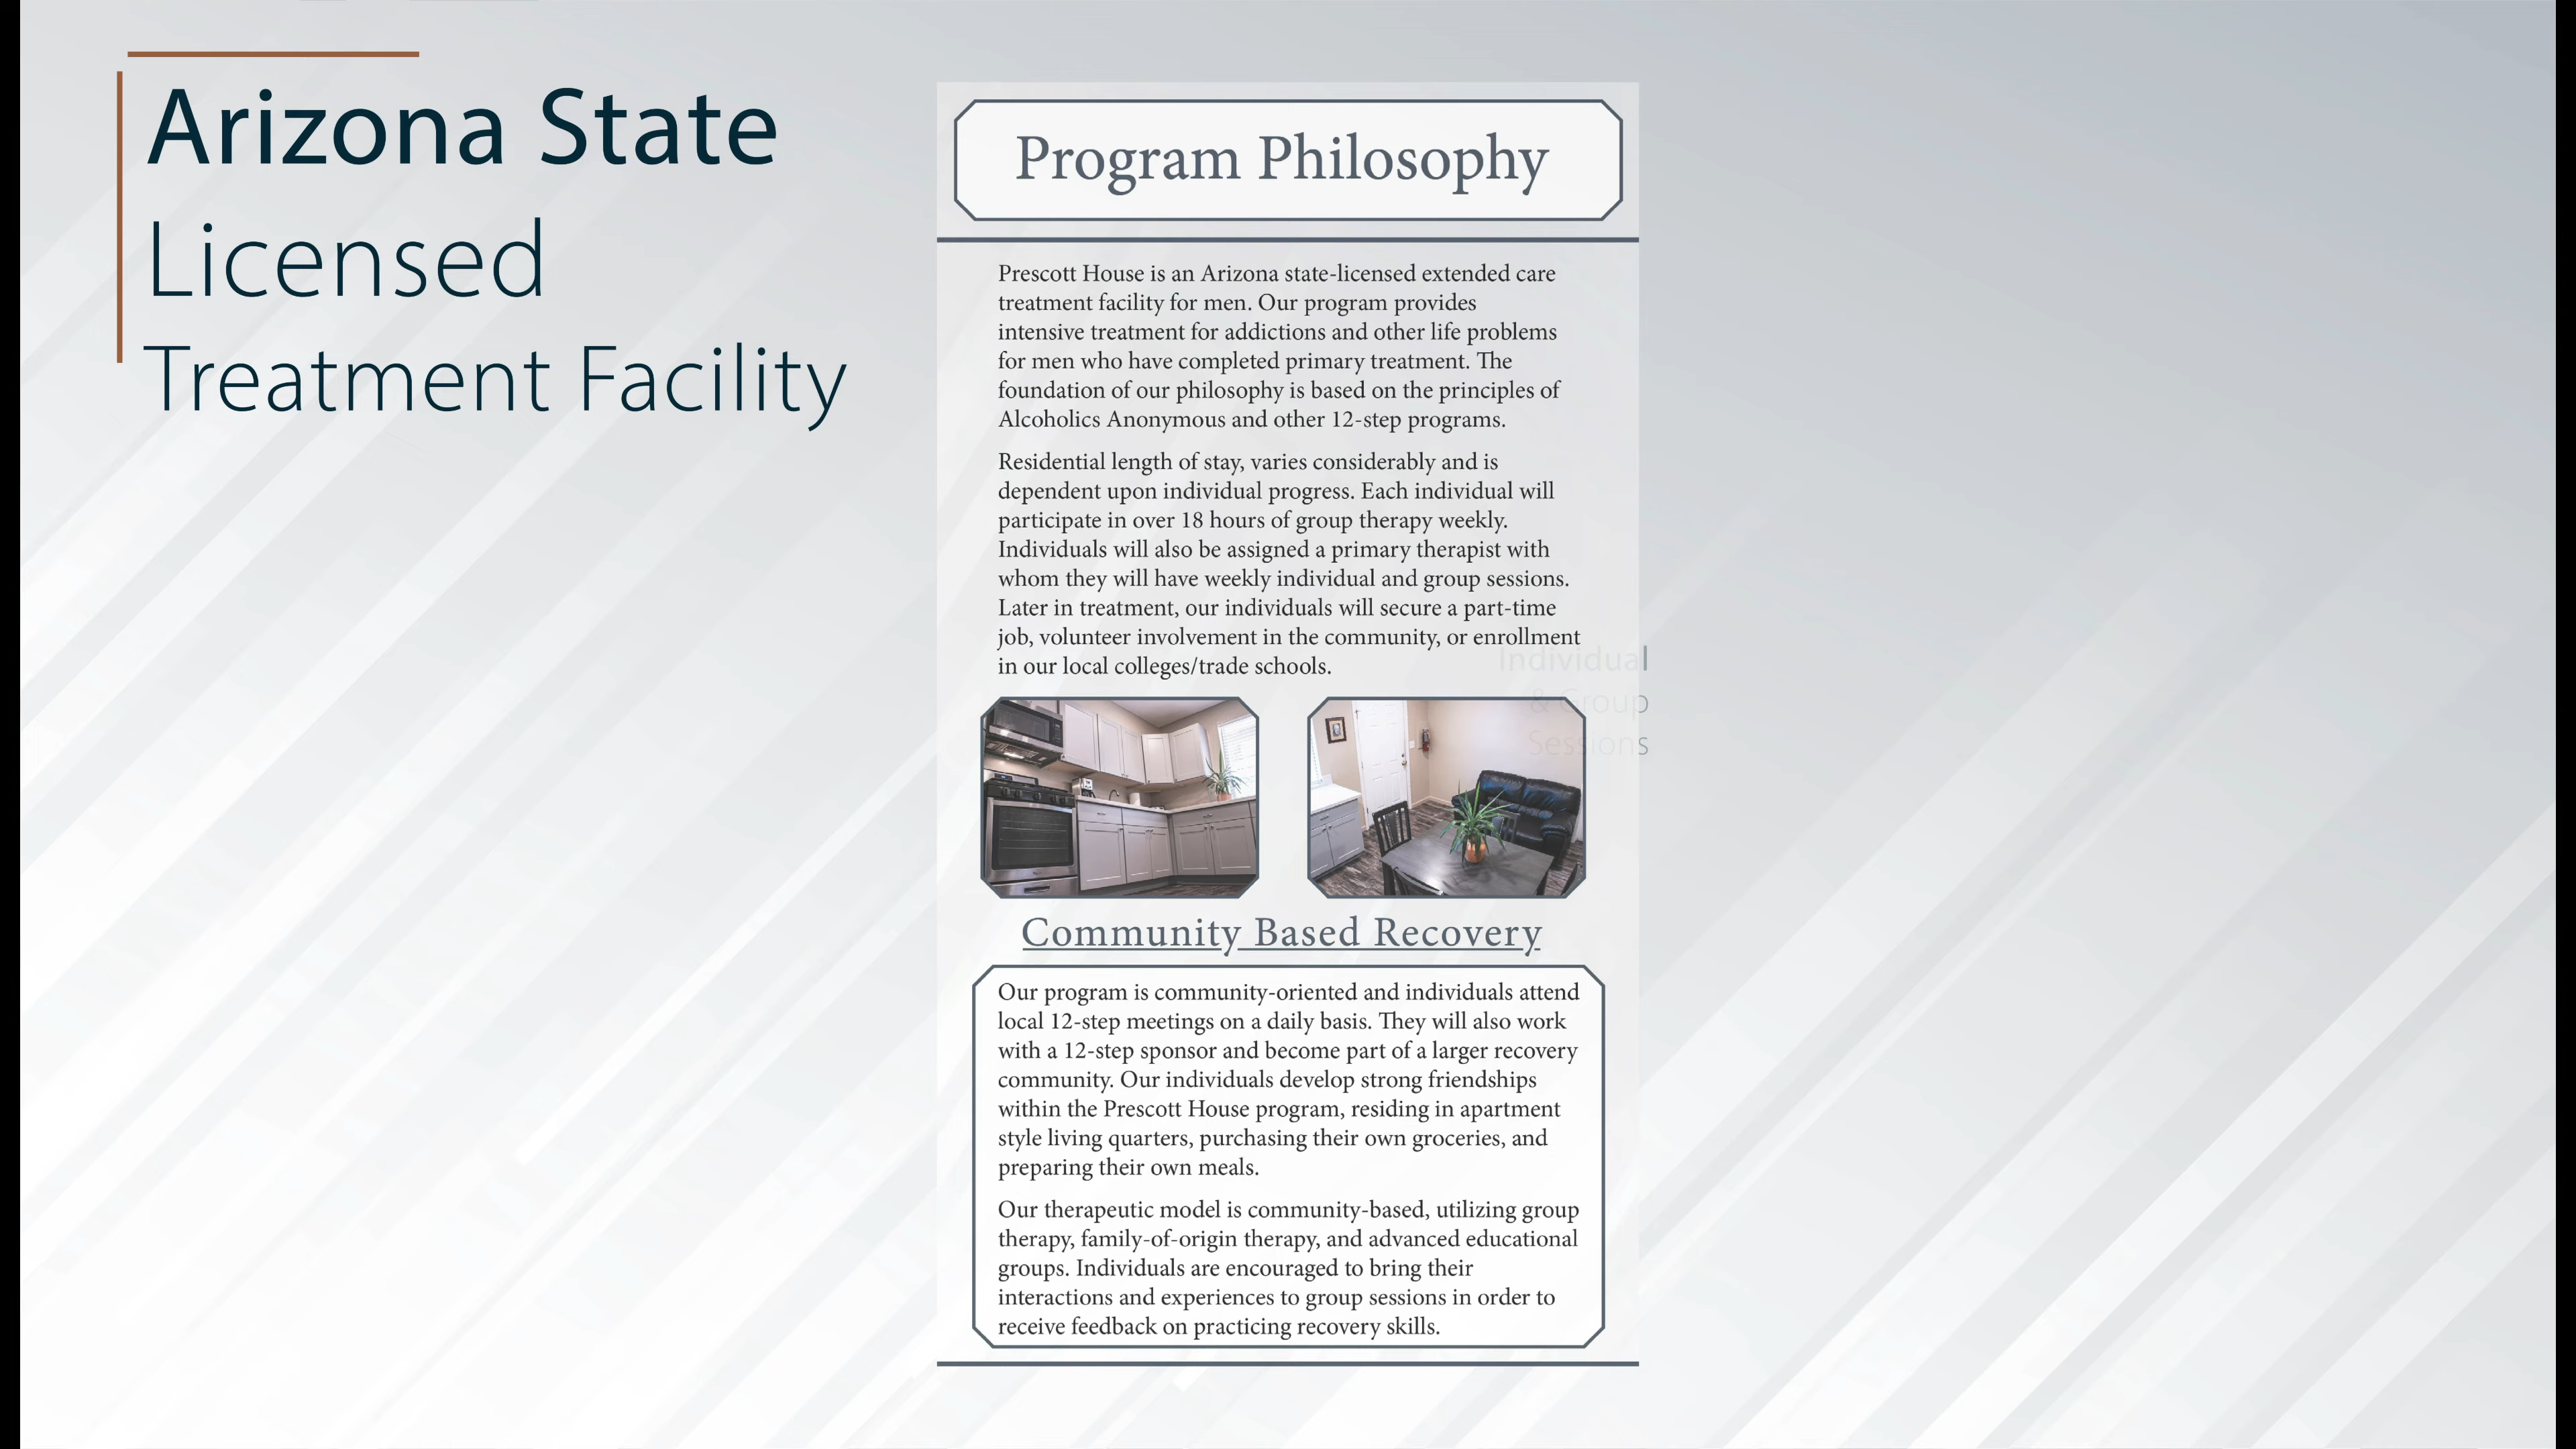 Arizona State
Licensed
Treatment Facility
Program Philosophy
Prescott House is an Arizona state-licensed extended care
treatment facility for men. Our program provides
intensive treatment for addictions and other life problems
for men who have completed primary treatment. The
foundation of our philosophy is based on the principles of
Alcoholics Anonymous and other 12-step programs.
Residential length of stay, varies considerably and is
dependent upon individual progress. Each individual will
participate in over 18 hours of group therapy weekly.
Individuals will also be assigned a primary therapist with
whom they will have weekly individual and group sessions.
Later in treatment, our individuals will secure a part-time
job, volunteer involvement in the community, or enrollment
in our local colleges/trade schools.
Individual
& Group
Sessions
Community Based Recovery
Our program is community-oriented and individuals attend
local 12-step meetings on a daily basis. They will also work
with a 12-step sponsor and become part of a larger recovery
community. Our individuals develop strong friendships
within the Prescott House program, residing in apartment
style living quarters, purchasing their own groceries, and
preparing their own meals.
Our therapeutic model is community-based, utilizing group
therapy, family-of-origin therapy, and advanced educational
groups. Individuals are encouraged to bring their
interactions and experiences to group sessions in order to
receive feedback on practicing recovery skills.